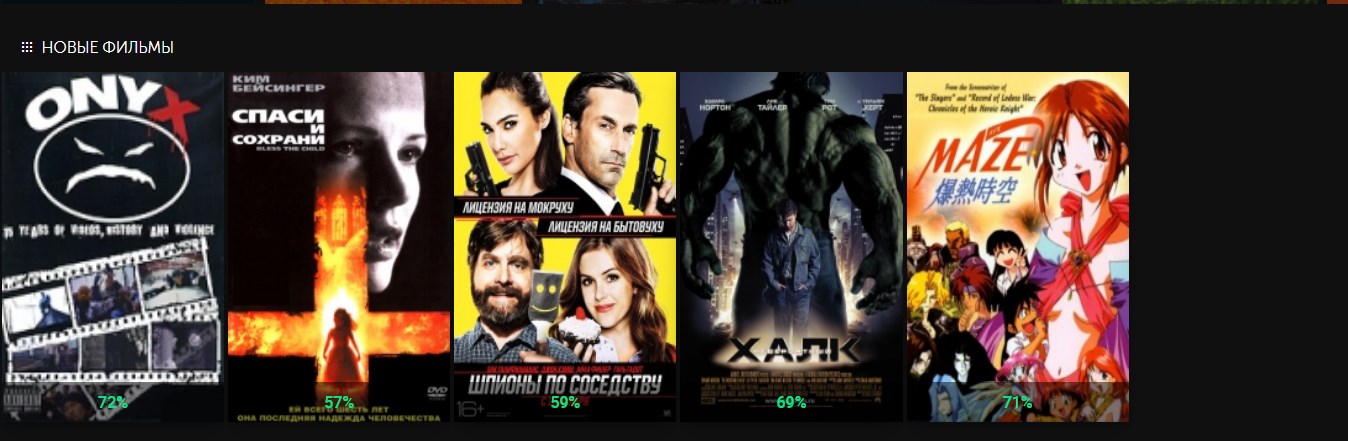 НОВЫЕ ФИЛЬМЫ
ONYX
15 YEARS OF VIDEOS, HISTORY AND VIOLENCE
72%
КИМ
БЕЙСИНГЕР
СПАСИ
И
СОХРАНИ
BLESS THE CHILD
DVD
ЕЙ ВСЕГО ШЕСТЬ ЛЕТ
ОНА ПОСЛЕДНЯЯ НАДЕЖДА ЧЕЛОВЕЧЕСТВА
57%
ЛИЦЕНЗИЯ НА МОКРУХУ
ЛИЦЕНЗИЯ НА БЫТОВУХУ
ШПИОНЫ ПО СОСЕДСТВУ
16+
59%
НОРТОН
ТАЙЛЕР
РОТ
ХЕРТ
ХАЛК
69%
From the Screenwriter of
"The Slayers" and "Record of Lodoss War:
Chronicles of the Heroic Knight"
MAZE
爆熱時空
71%